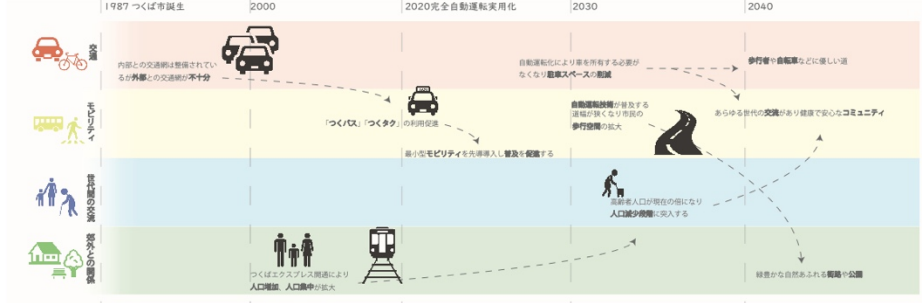 1987 つくば市誕生
2000
2020完全自動運転実用化
2030
2040
交通
内部との交通網は整備されてい
るが外部との交通網が不十分
自動運転化により車を所有する必要が
なくなり駐車スペースの削減
歩行者や自転車などに優しい道
モビリティ
TAXI
「つくバス」「つくタク」の利用促進
最小型モビリティを先導導入し普及を促進する
自動運転技術が普及する
道幅が狭くなり市民の
歩行空間の拡大
あらゆる世代の交流があり健康で安心なコミュニティ
世代間の交流
高齢者人口が現在の倍になり
人口減少段階に突入する
郊外との関係
つくばエクスプレス開通により
人口増加、人口集中が拡大
緑豊かな自然あふれる街路や公園